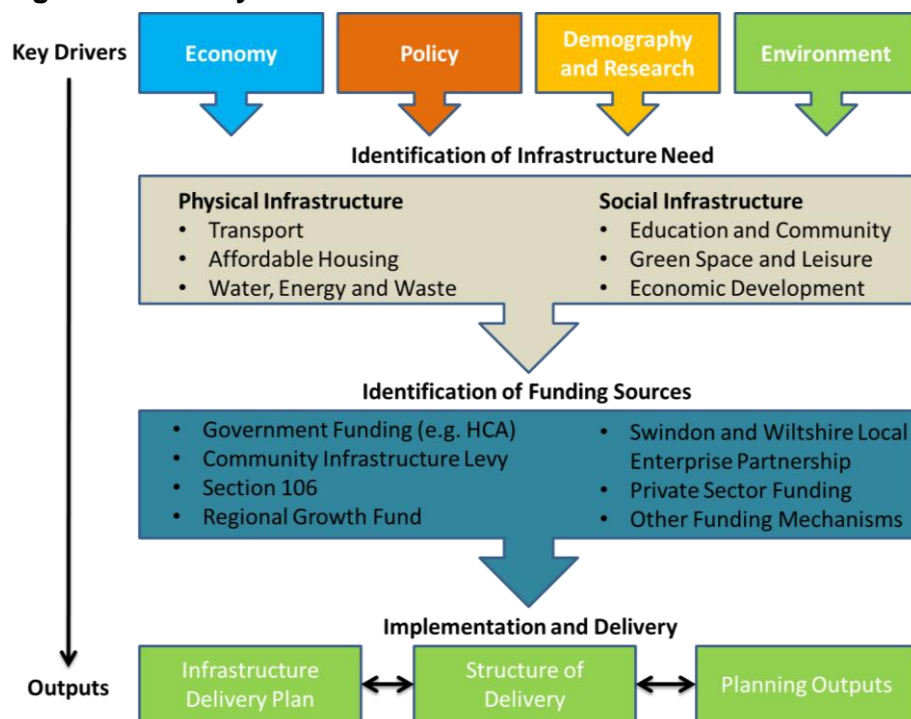 Key Drivers
Economy
Policy
Demography
and Research
Environment
Identification of Infrastructure Need
Physical Infrastructure
• Transport
• Affordable Housing
• Water, Energy and Waste
Social Infrastructure
• Education and Community
• Green Space and Leisure
• Economic Development
Identification of Funding Sources
• Government Funding (e.g. HCA)
• Community Infrastructure Levy
• Section 106
• Regional Growth Fund
• Swindon and Wiltshire Local
Enterprise Partnership
• Private Sector Funding
• Other Funding Mechanisms
Implementation and Delivery
Outputs
Infrastructure
Delivery Plan
Structure of
Delivery
Planning Outputs